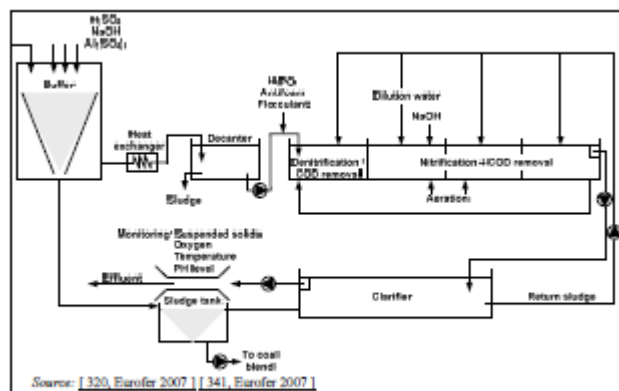 H₂SO₄
NaOH
Al₂(SO₄)₃
Buffer
Heat
exchanger
Decanter
Sludge
H₃PO₄
Antifoam
Flocculant
Dilution water
NaOH
Denitrification /
COD removal
Nitrification-/COD removal
Aeration
Monitoring: Suspended solids
Oxygen
Temperature
PH level
Effluent
Sludge tank
Clarifier
Return sludge
To coal
blend
Source: [ 320, Eurofer 2007 ] [ 341, Eurofer 2007 ]